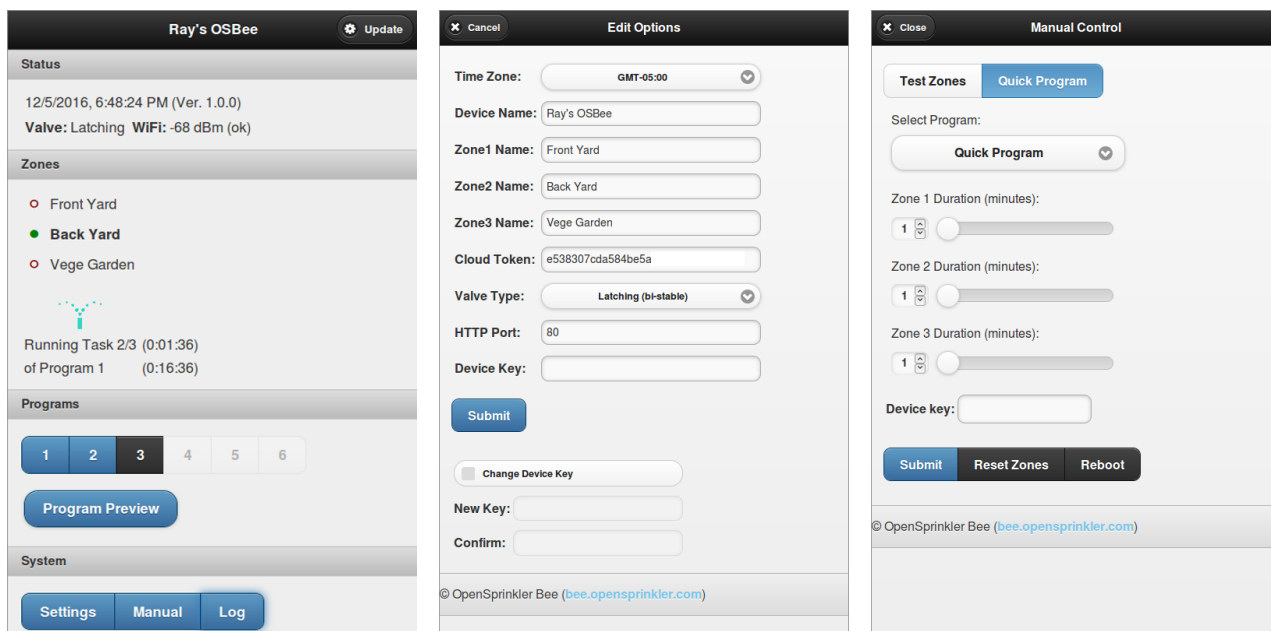 Ray's OSBee
Update
Status
12/5/2016, 6:48:24 PM (Ver. 1.0.0)
Valve: Latching WiFi: -68 dBm (ok)
Zones
Front Yard
Back Yard
Vege Garden
Running Task 2/3 (0:01:36)
of Program 1 (0:16:36)
Programs
1 2 3 4 5 6
Program Preview
System
Settings Manual Log
Cancel
Edit Options
Time Zone: GMT-05:00
Device Name: Ray's OSBee
Zone1 Name: Front Yard
Zone2 Name: Back Yard
Zone3 Name: Vege Garden
Cloud Token: e538307cda584be5a
Valve Type: Latching (bi-stable)
HTTP Port: 80
Device Key:
Submit
Change Device Key
New Key:
Confirm:
© OpenSprinkler Bee (bee.opensprinkler.com)
Close
Manual Control
Test Zones Quick Program
Select Program:
Quick Program
Zone 1 Duration (minutes):
1
Zone 2 Duration (minutes):
1
Zone 3 Duration (minutes):
1
Device key:
Submit Reset Zones Reboot
© OpenSprinkler Bee (bee.opensprinkler.com)